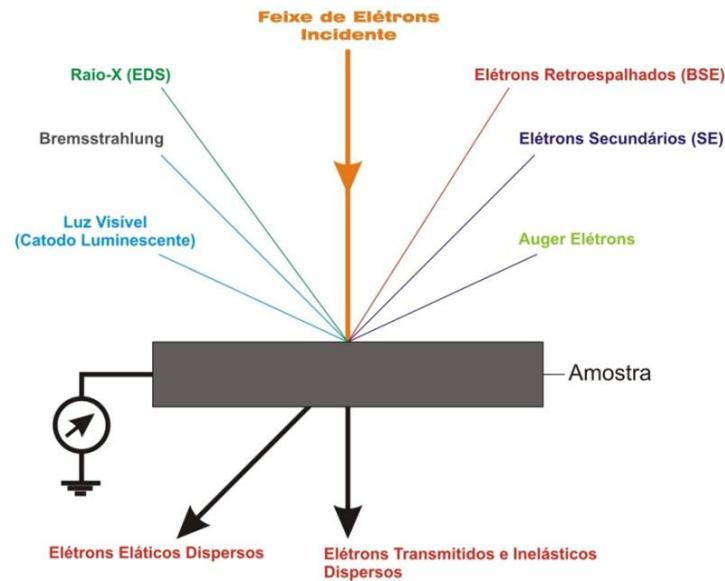 Feixe de Elétrons
Incidente
Raio-X (EDS)
Elétrons Retroespalhados (BSE)
Bremsstrahlung
Elétrons Secundários (SE)
Luz Visível
(Catodo Luminescente)
Auger Elétrons
Amostra
Elétrons Eláticos Dispersos
Elétrons Transmitidos e Inelásticos
Dispersos